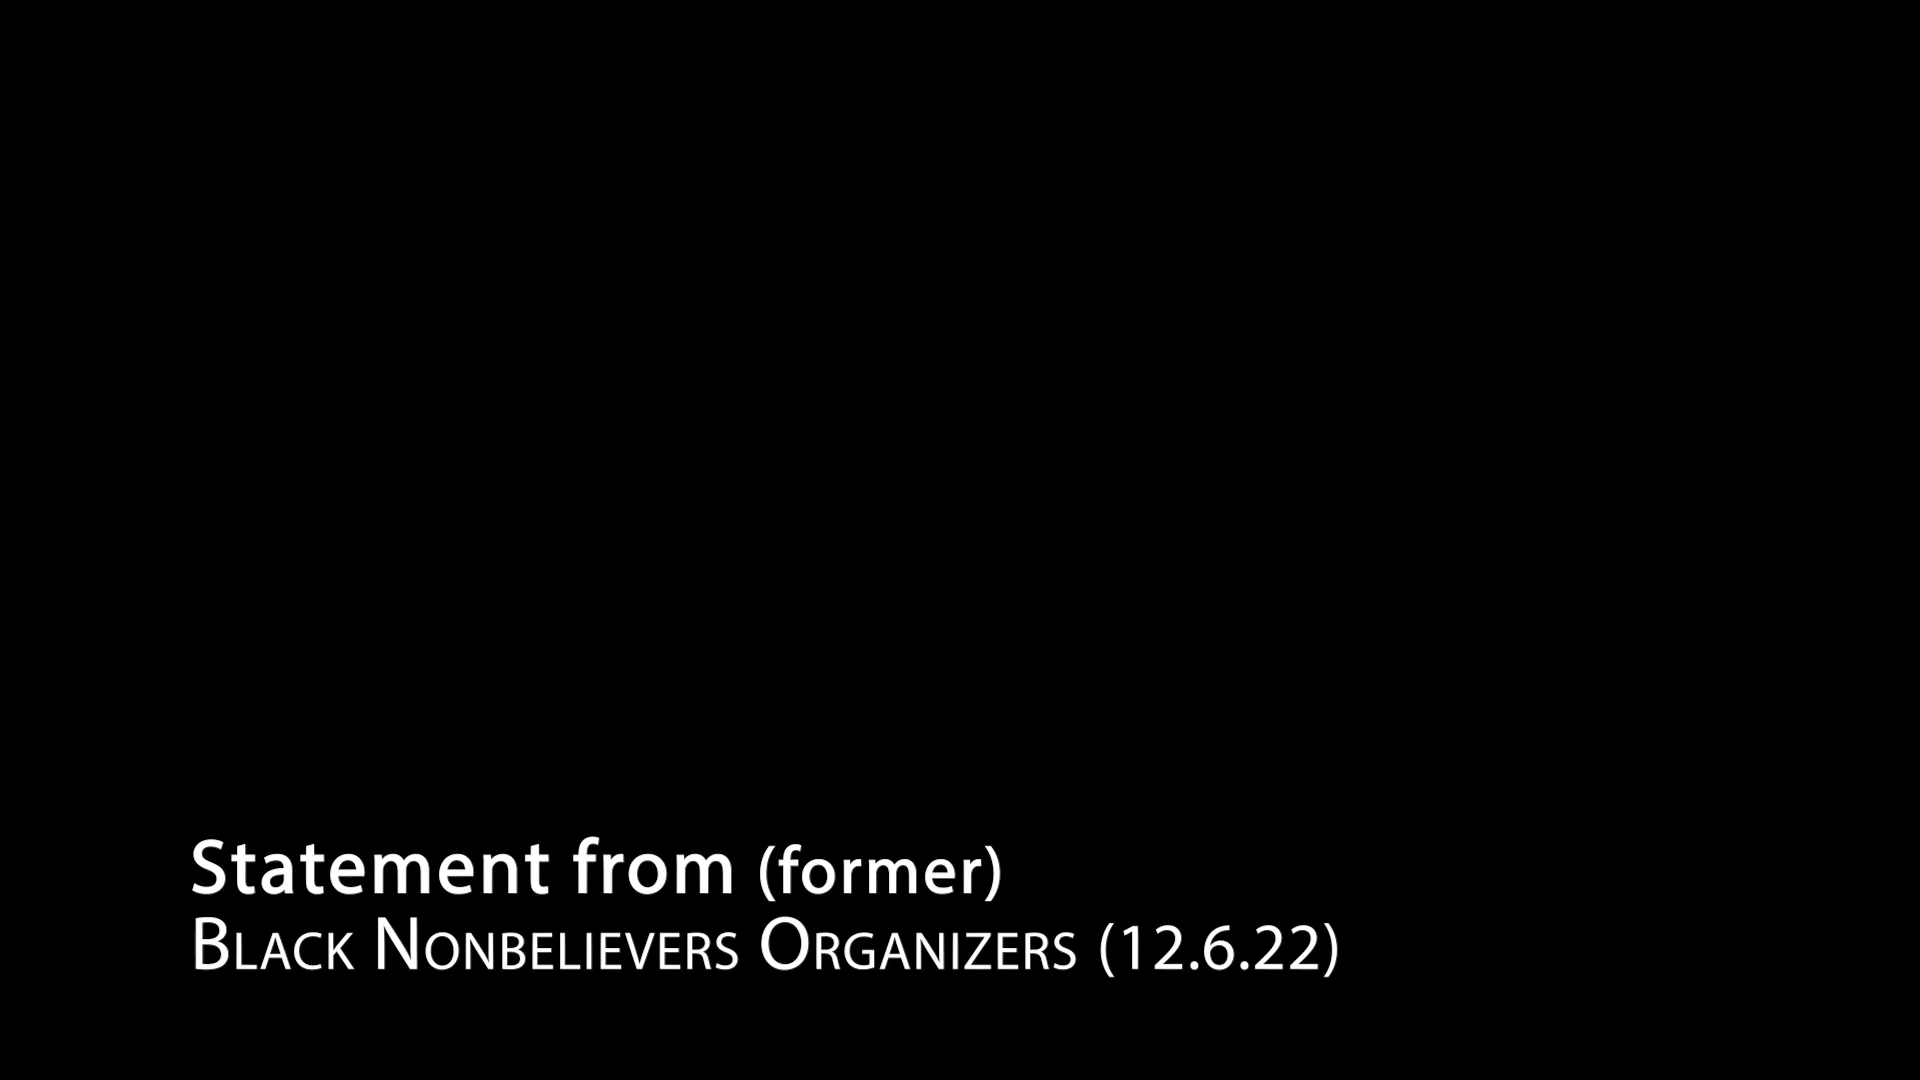 Statement from (former)
Black Nonbelievers Organizers (12.6.22)